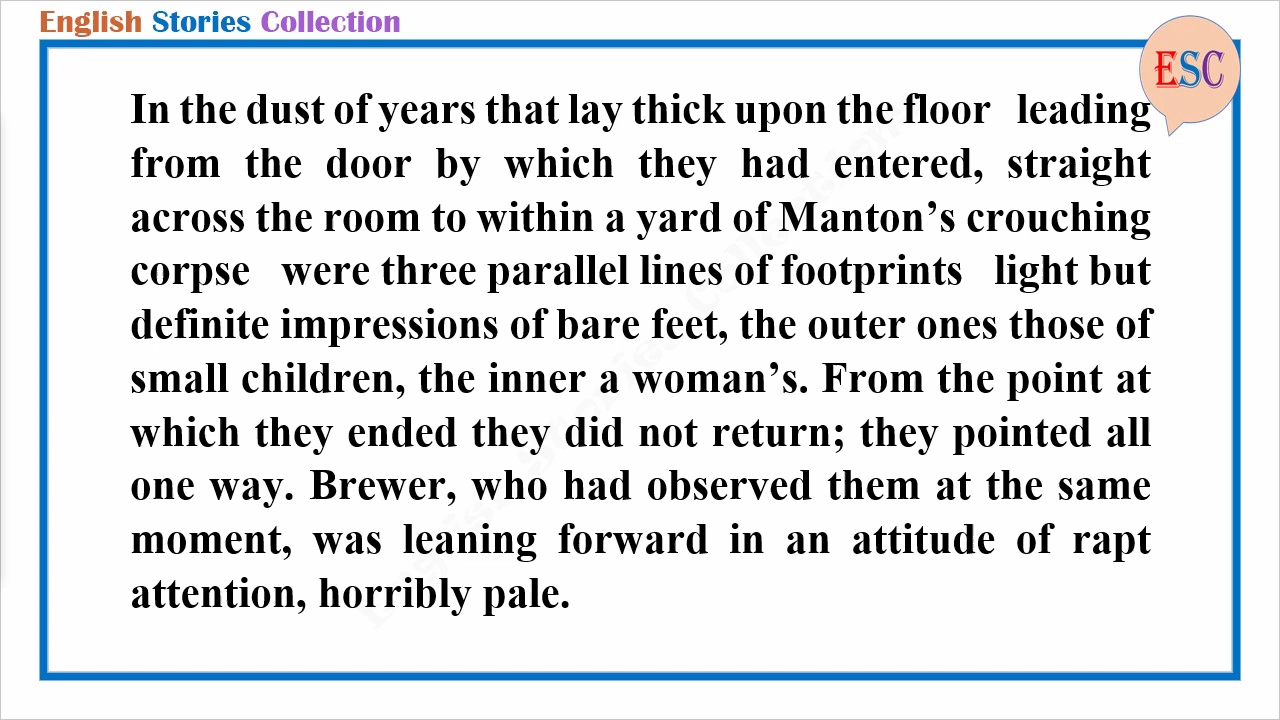 English Stories Collection
ESC
In the dust of years that lay thick upon the floor   leading
from the door by which they had entered, straight
across the room to within a yard of Manton’s crouching
corpse   were three parallel lines of footprints   light but
definite impressions of bare feet, the outer ones those of
small children, the inner a woman’s. From the point at
which they ended they did not return; they pointed all
one way. Brewer, who had observed them at the same
moment, was leaning forward in an attitude of rapt
attention, horribly pale.
English Stories Collection